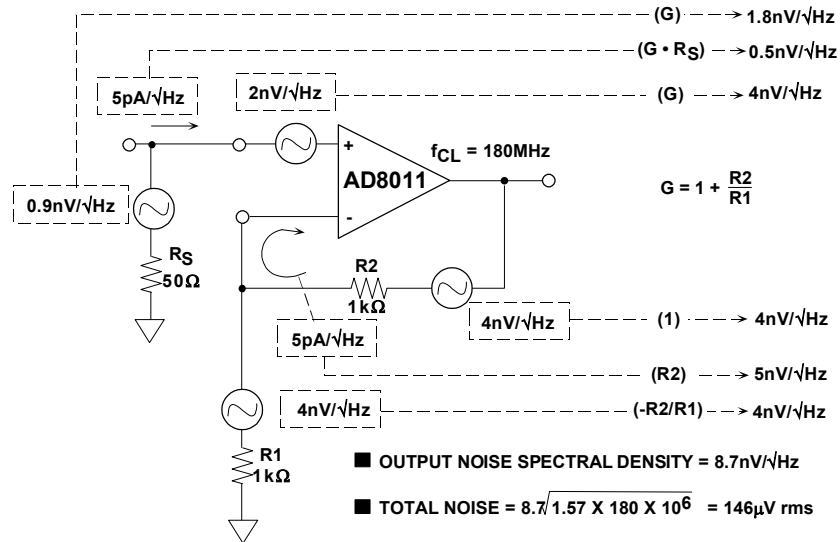 (G) 1.8nV/√Hz
(G • RS) 0.5nV/√Hz
5pA/√Hz
2nV/√Hz
(G) 4nV/√Hz
+
fCL = 180MHz
AD8011
-
G = 1 + R2
R1
0.9nV/√Hz
RS
50Ω
R2
1kΩ
4nV/√Hz
(1) 4nV/√Hz
5pA/√Hz
(R2) 5nV/√Hz
4nV/√Hz
(-R2/R1) 4nV/√Hz
R1
1kΩ
■ OUTPUT NOISE SPECTRAL DENSITY = 8.7nV/√Hz
■ TOTAL NOISE = 8.7√1.57 X 180 X 10⁶ = 146µV rms